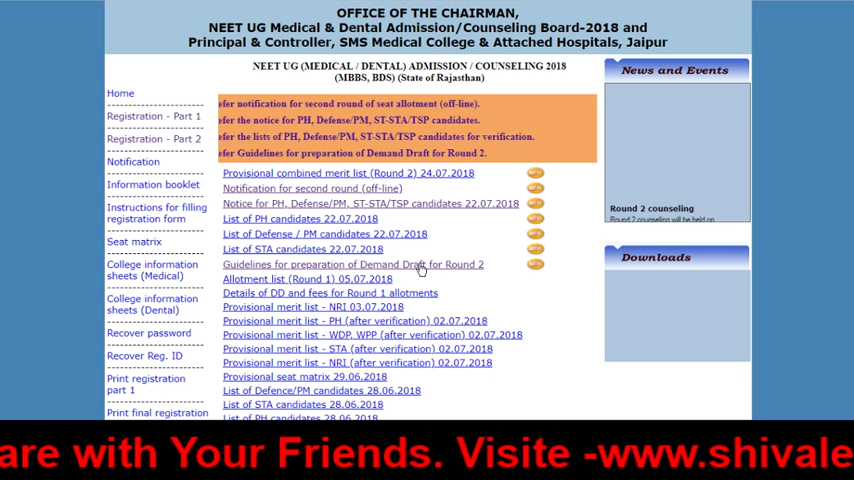 OFFICE OF THE CHAIRMAN,
NEET UG Medical & Dental Admission/Counseling Board-2018 and
Principal & Controller, SMS Medical College & Attached Hospitals, Jaipur
NEET UG (MEDICAL / DENTAL) ADMISSION / COUNSELING 2018
(MBBS, BDS) (State of Rajasthan)
Home
Registration - Part 1
Registration - Part 2
Notification
Information booklet
Instructions for filling
registration form
Seat matrix
College information
sheets (Medical)
College information
sheets (Dental)
Recover password
Recover Reg. ID
Print registration
part 1
Print final registration
efer notification for second round of seat allotment (off-line).
efer the notice for PH, Defense/PM, ST-STA/TSP candidates.
efer the lists of PH, Defense/PM, ST-STA/TSP candidates for verification.
efer Guidelines for preparation of Demand Draft for Round 2.
Provisional combined merit list (Round 2) 24.07.2018
Notification for second round (off-line)
Notice for PH, Defense/PM, ST-STA/TSP candidates 22.07.2018
List of PH candidates 22.07.2018
List of Defense / PM candidates 22.07.2018
List of STA candidates 22.07.2018
Guidelines for preparation of Demand Draft for Round 2
Allotment list (Round 1) 05.07.2018
Details of DD and fees for Round 1 allotments
Provisional merit list - NRI 03.07.2018
Provisional merit list - PH (after verification) 02.07.2018
Provisional merit list - WDP, WPP (after verification) 02.07.2018
Provisional merit list - STA (after verification) 02.07.2018
Provisional merit list - NRI (after verification) 02.07.2018
Provisional seat matrix 29.06.2018
List of Defence/PM candidates 28.06.2018
List of STA candidates 28.06.2018
List of PH candidates 28.06.2018
News and Events
Round 2 counseling
Round 2 counseling will be held on
Downloads
are with Your Friends. Visite -www.shivale